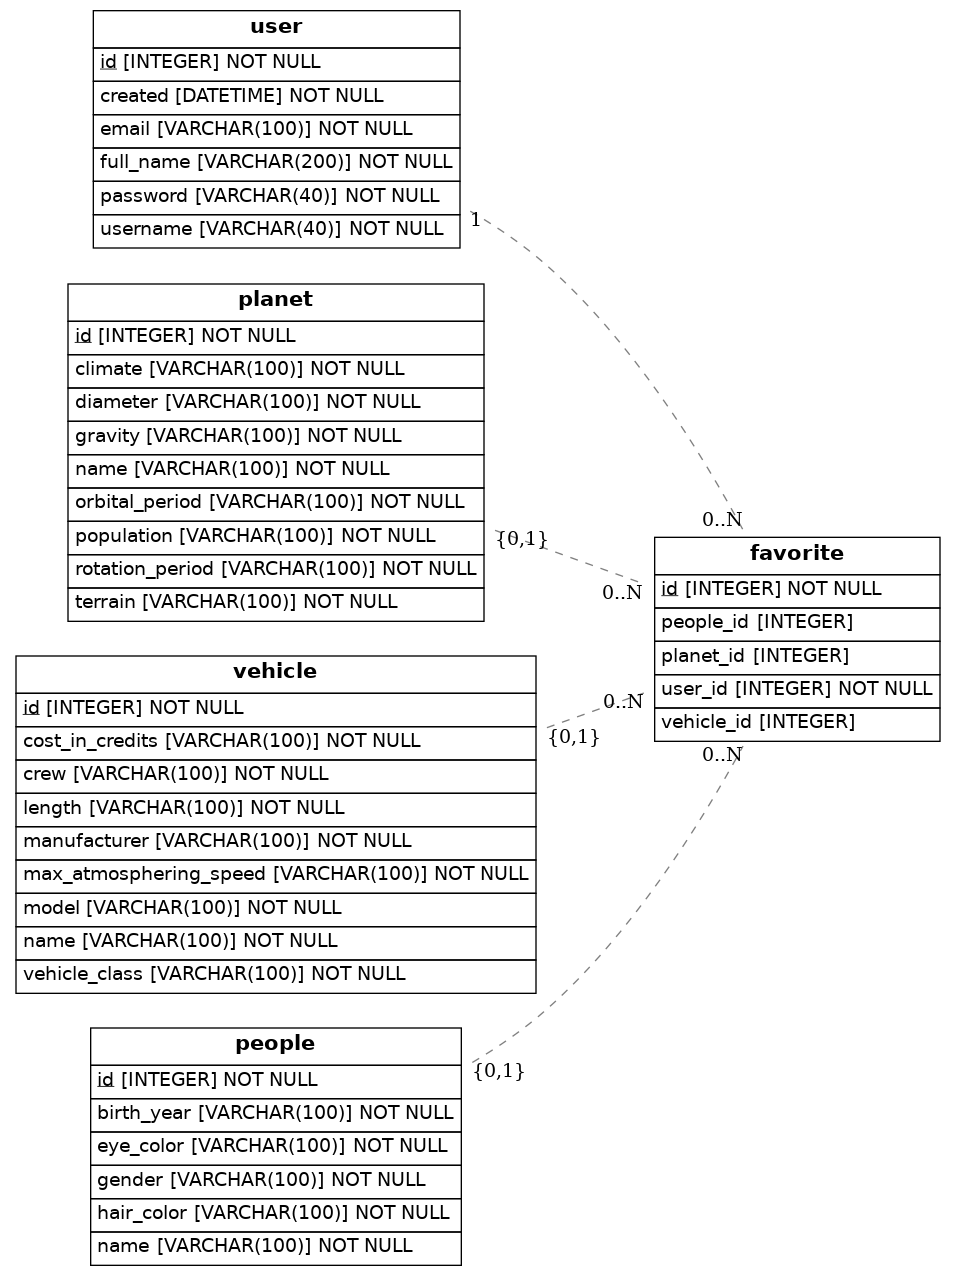 user
id [INTEGER] NOT NULL
created [DATETIME] NOT NULL
email [VARCHAR(100)] NOT NULL
full_name [VARCHAR(200)] NOT NULL
password [VARCHAR(40)] NOT NULL
username [VARCHAR(40)] NOT NULL
1
planet
id [INTEGER] NOT NULL
climate [VARCHAR(100)] NOT NULL
diameter [VARCHAR(100)] NOT NULL
gravity [VARCHAR(100)] NOT NULL
name [VARCHAR(100)] NOT NULL
orbital_period [VARCHAR(100)] NOT NULL
population [VARCHAR(100)] NOT NULL
rotation_period [VARCHAR(100)] NOT NULL
terrain [VARCHAR(100)] NOT NULL
{0,1}
vehicle
id [INTEGER] NOT NULL
cost_in_credits [VARCHAR(100)] NOT NULL
crew [VARCHAR(100)] NOT NULL
length [VARCHAR(100)] NOT NULL
manufacturer [VARCHAR(100)] NOT NULL
max_atmosphering_speed [VARCHAR(100)] NOT NULL
model [VARCHAR(100)] NOT NULL
name [VARCHAR(100)] NOT NULL
vehicle_class [VARCHAR(100)] NOT NULL
{0,1}
people
id [INTEGER] NOT NULL
birth_year [VARCHAR(100)] NOT NULL
eye_color [VARCHAR(100)] NOT NULL
gender [VARCHAR(100)] NOT NULL
hair_color [VARCHAR(100)] NOT NULL
name [VARCHAR(100)] NOT NULL
{0,1}
0..N
0..N
0..N
0..N
favorite
id [INTEGER] NOT NULL
people_id [INTEGER]
planet_id [INTEGER]
user_id [INTEGER] NOT NULL
vehicle_id [INTEGER]